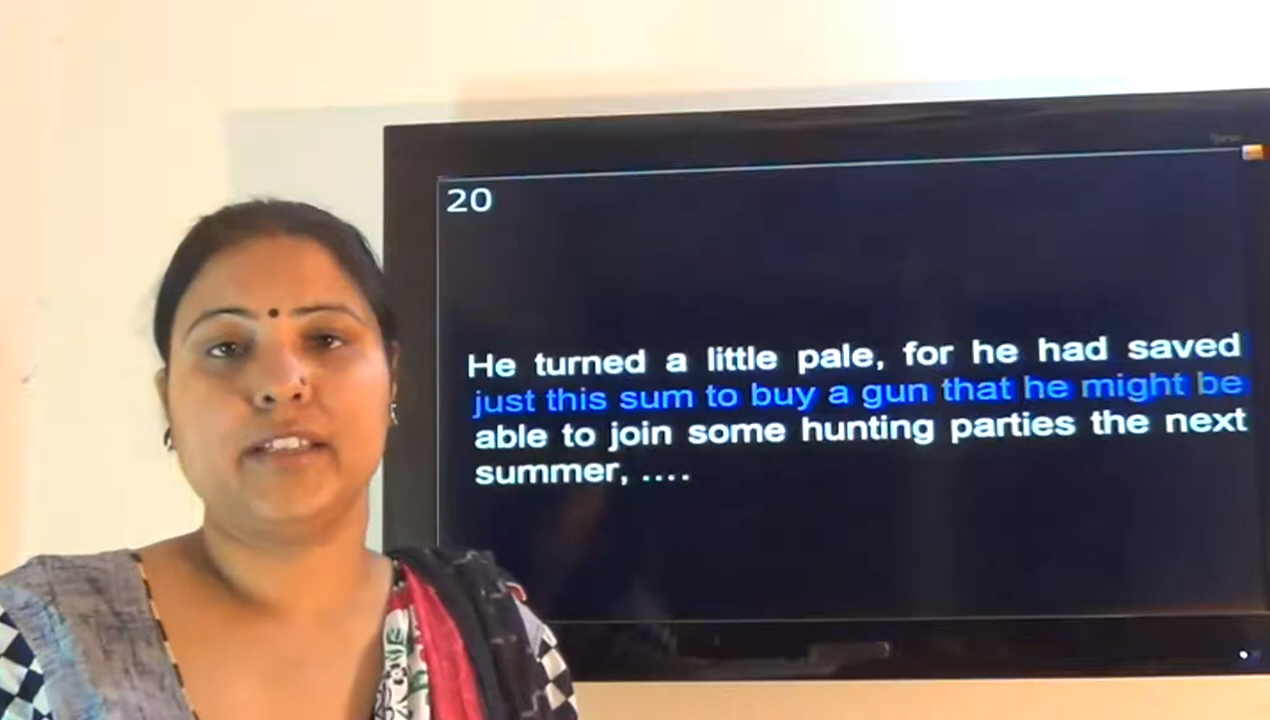 20
He turned a little pale, for he had saved
just this sum to buy a gun that he might be
able to join some hunting parties the next
summer, ....